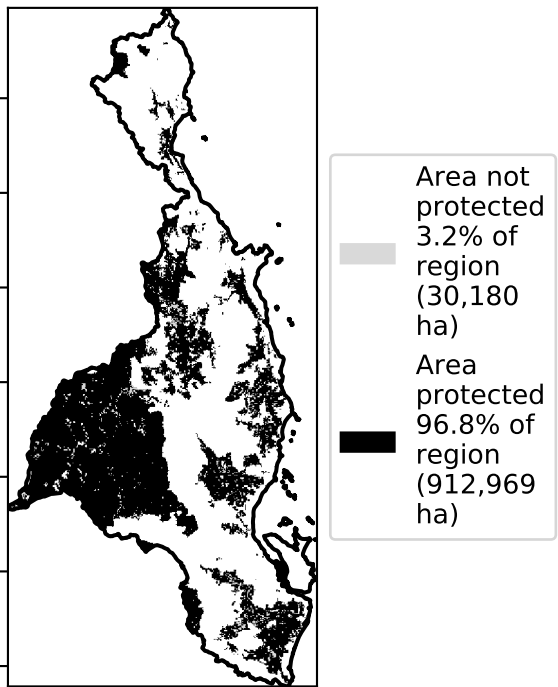 Area not
protected
3.2% of
region
(30,180
ha)
Area
protected
96.8% of
region
(912,969
ha)